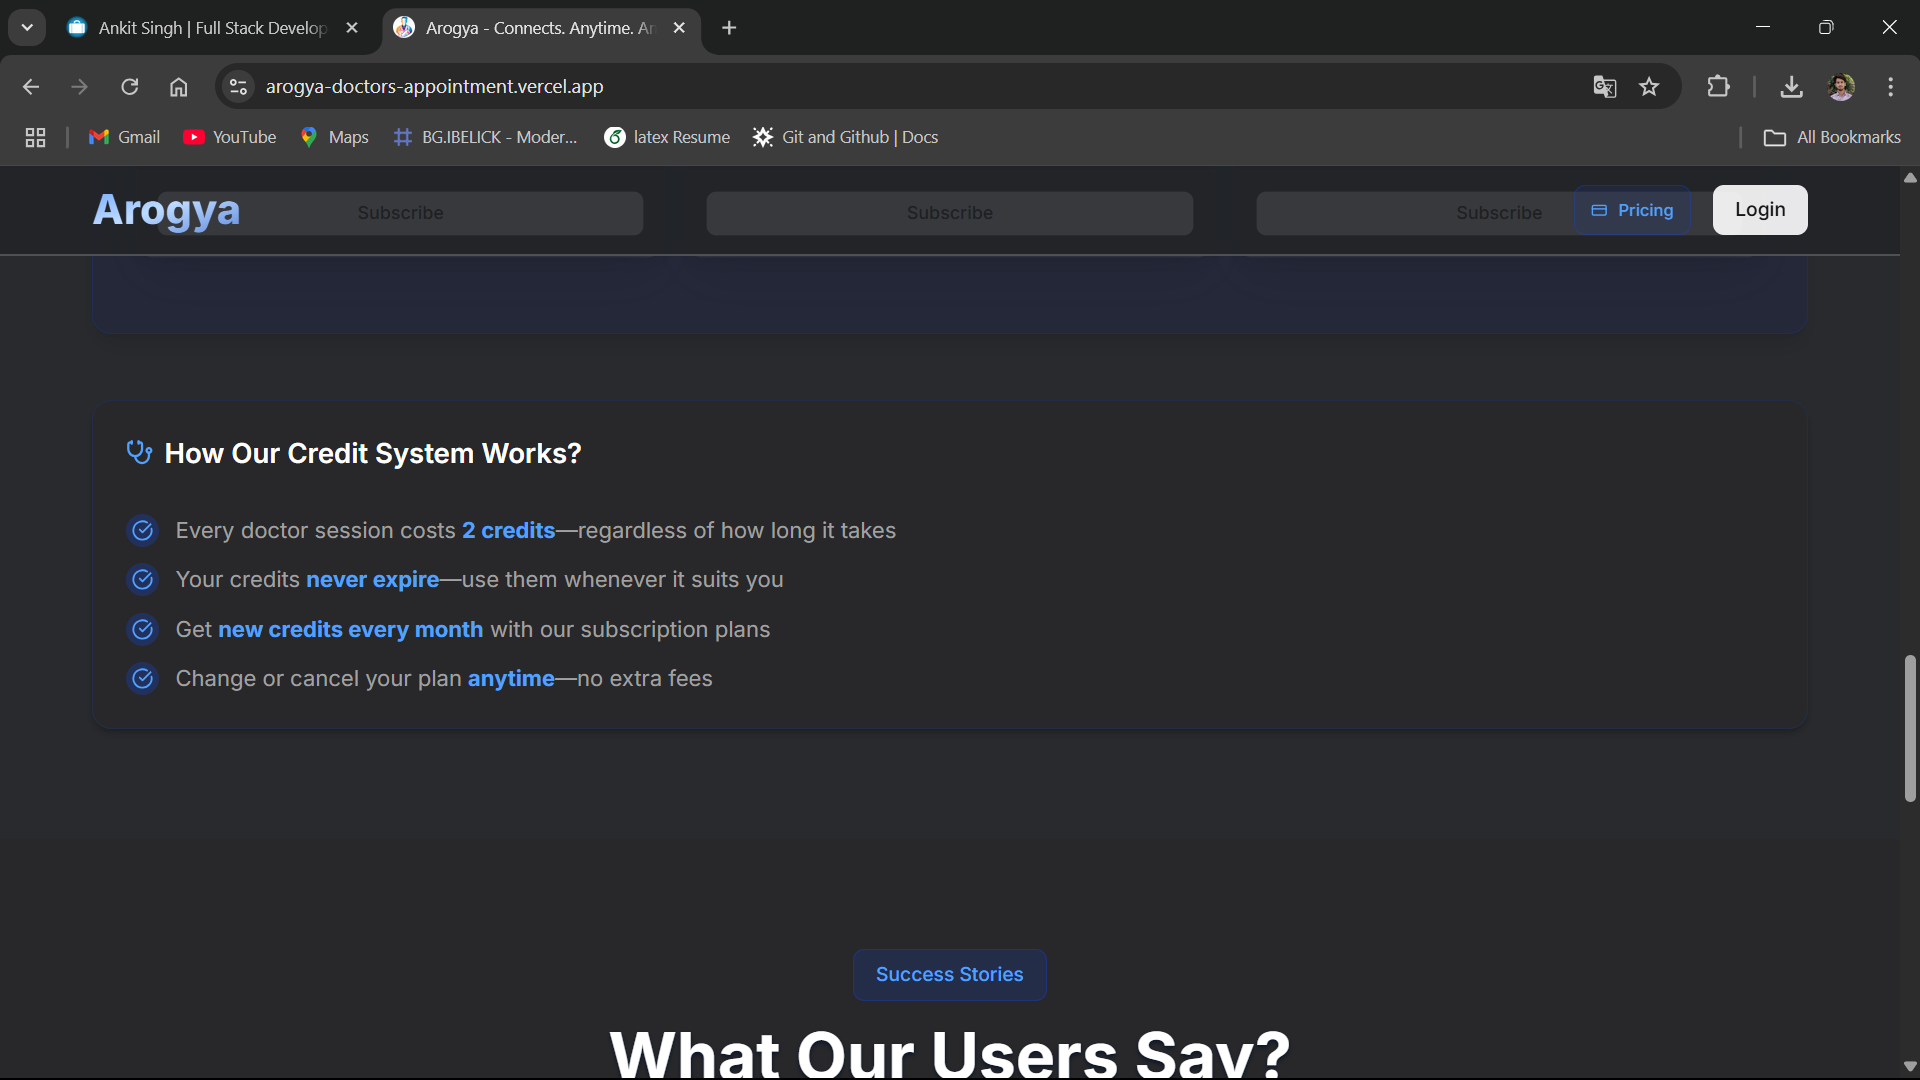 Ankit Singh | Full Stack Develop
Arogya - Connects. Anytime. An
arogya-doctors-appointment.vercel.app
Gmail
YouTube
Maps
BG.IBELICK - Moder...
latex Resume
Git and Github | Docs
All Bookmarks
Arogya
Subscribe
Subscribe
Subscribe
Pricing
Login
How Our Credit System Works?
Every doctor session costs 2 credits—regardless of how long it takes
Your credits never expire—use them whenever it suits you
Get new credits every month with our subscription plans
Change or cancel your plan anytime—no extra fees
Success Stories
What Our Users Say?